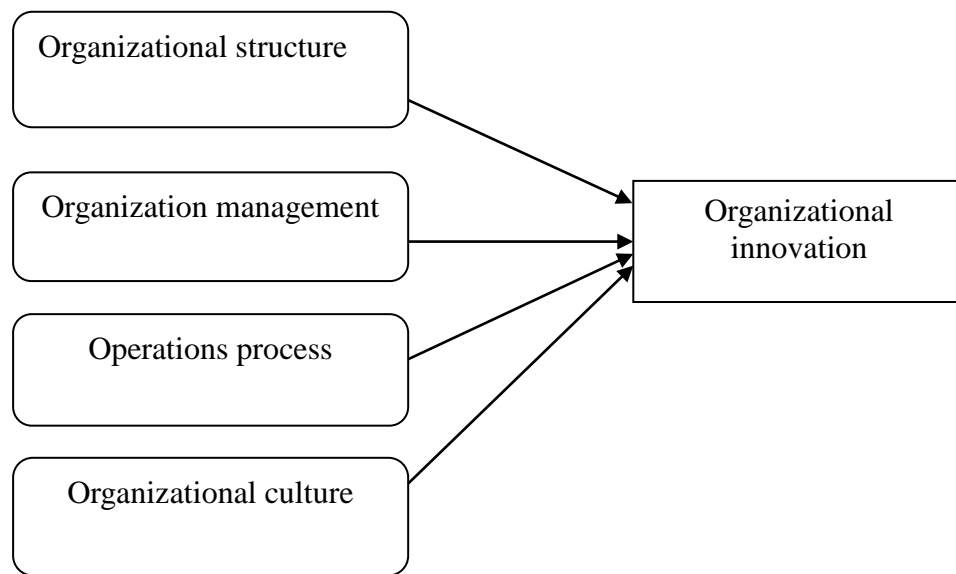 Organizational structure
Organization management
Organizational
innovation
Operations process
Organizational culture